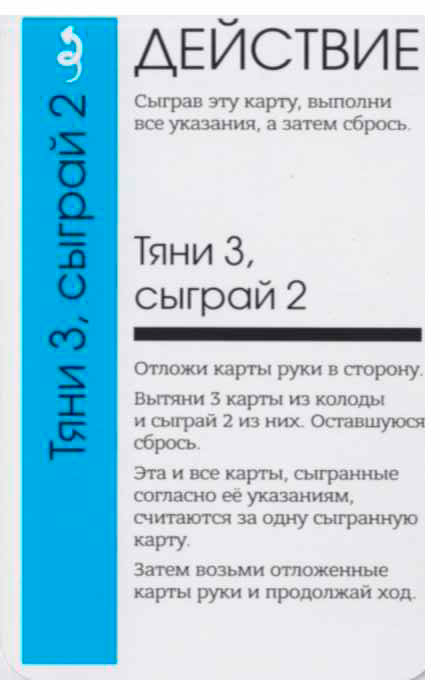 Тяни 3, сыграй 2
ДЕЙСТВИЕ
Сыграв эту карту, выполни
все указания, а затем сбрось.
Тяни 3,
сыграй 2
Отложи карты руки в сторону.
Вытяни 3 карты из колоды
и сыграй 2 из них. Оставшуюся
сбрось.
Эта и все карты, сыгранные
согласно её указаниям,
считаются за одну сыгранную
карту.
Затем возьми отложенные
карты руки и продолжай ход.